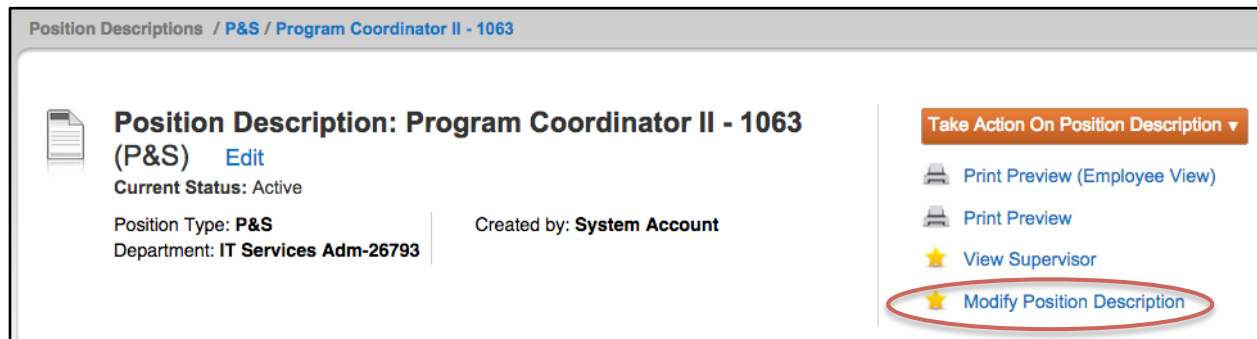 Position Descriptions / P&S / Program Coordinator II - 1063
Position Description: Program Coordinator II - 1063
(P&S) Edit
Current Status: Active
Position Type: P&S
Department: IT Services Adm-26793
Created by: System Account
Take Action On Position Description ▾
Print Preview (Employee View)
Print Preview
View Supervisor
Modify Position Description